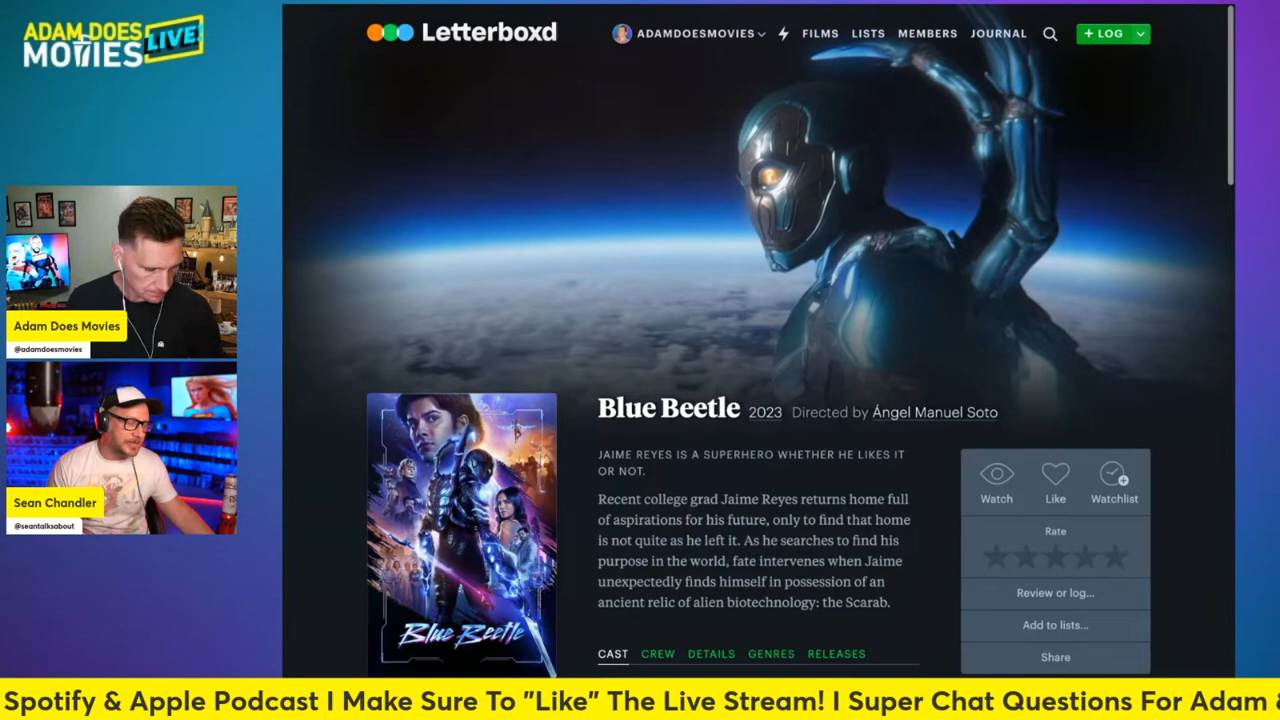 ADAM DOES
MOVIES LIVE!
Letterboxd
ADAMDOESMOVIES
FILMS
LISTS
MEMBERS
JOURNAL
+ LOG
Adam Does Movies
@adamdoesmovies
Sean Chandler
@seantalksabout
Blue Beetle
Blue Beetle 2023 Directed by Ángel Manuel Soto
JAIME REYES IS A SUPERHERO WHETHER HE LIKES IT
OR NOT.
Recent college grad Jaime Reyes returns home full
of aspirations for his future, only to find that home
is not quite as he left it. As he searches to find his
purpose in the world, fate intervenes when Jaime
unexpectedly finds himself in possession of an
ancient relic of alien biotechnology: the Scarab.
CAST CREW DETAILS GENRES RELEASES
Watch
Like
Watchlist
Rate
Review or log...
Add to lists...
Share
Spotify & Apple Podcast I Make Sure To "Like" The Live Stream! I Super Chat Questions For Adam &